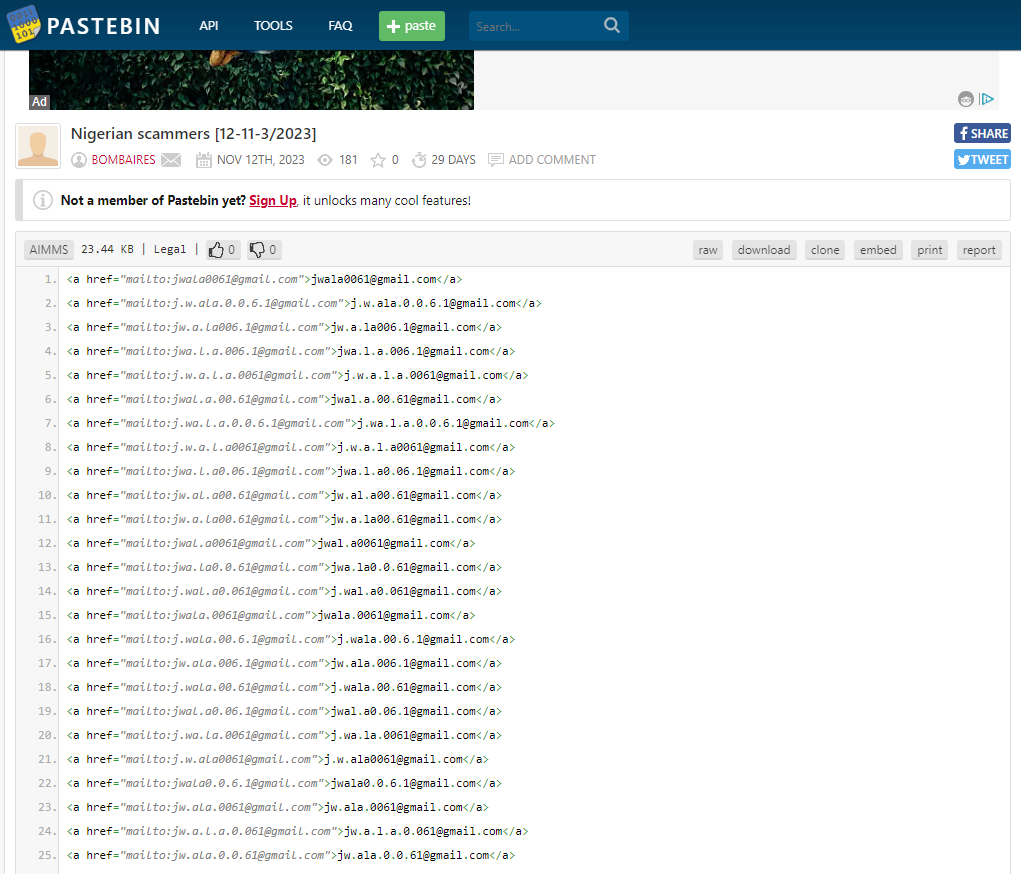 PASTEBIN API TOOLS FAQ + paste Search...
Ad
Nigerian scammers [12-11-3/2023]
BOMBAIRES NOV 12TH, 2023 181 0 29 DAYS ADD COMMENT
SHARE
TWEET
Not a member of Pastebin yet? Sign Up, it unlocks many cool features!
AIMMS 23.44 KB | Legal | 0 0 raw download clone embed print report
1. <a href="mailto:jwala0061@gmail.com">jwala0061@gmail.com</a>
2. <a href="mailto:j.w.ala.0.0.6.1@gmail.com">j.w.ala.0.0.6.1@gmail.com</a>
3. <a href="mailto:jw.a.la006.1@gmail.com">jw.a.la006.1@gmail.com</a>
4. <a href="mailto:jwa.l.a.006.1@gmail.com">jwa.l.a.006.1@gmail.com</a>
5. <a href="mailto:j.w.a.l.a.0061@gmail.com">j.w.a.l.a.0061@gmail.com</a>
6. <a href="mailto:jwal.a.00.61@gmail.com">jwal.a.00.61@gmail.com</a>
7. <a href="mailto:j.wa.l.a.0.0.6.1@gmail.com">j.wa.l.a.0.0.6.1@gmail.com</a>
8. <a href="mailto:j.w.a.l.a0061@gmail.com">j.w.a.l.a0061@gmail.com</a>
9. <a href="mailto:jwa.l.a0.06.1@gmail.com">jwa.l.a0.06.1@gmail.com</a>
10. <a href="mailto:jw.al.a00.61@gmail.com">jw.al.a00.61@gmail.com</a>
11. <a href="mailto:jw.a.la00.61@gmail.com">jw.a.la00.61@gmail.com</a>
12. <a href="mailto:jwal.a0061@gmail.com">jwal.a0061@gmail.com</a>
13. <a href="mailto:jwa.la0.0.61@gmail.com">jwa.la0.0.61@gmail.com</a>
14. <a href="mailto:j.wal.a0.061@gmail.com">j.wal.a0.061@gmail.com</a>
15. <a href="mailto:jwala.0061@gmail.com">jwala.0061@gmail.com</a>
16. <a href="mailto:j.wala.00.6.1@gmail.com">j.wala.00.6.1@gmail.com</a>
17. <a href="mailto:jw.ala.006.1@gmail.com">jw.ala.006.1@gmail.com</a>
18. <a href="mailto:j.wala.00.61@gmail.com">j.wala.00.61@gmail.com</a>
19. <a href="mailto:jwal.a0.06.1@gmail.com">jwal.a0.06.1@gmail.com</a>
20. <a href="mailto:j.wa.la.0061@gmail.com">j.wa.la.0061@gmail.com</a>
21. <a href="mailto:j.w.ala0061@gmail.com">j.w.ala0061@gmail.com</a>
22. <a href="mailto:jwala0.0.6.1@gmail.com">jwala0.0.6.1@gmail.com</a>
23. <a href="mailto:jw.ala.0061@gmail.com">jw.ala.0061@gmail.com</a>
24. <a href="mailto:jw.a.l.a.0.061@gmail.com">jw.a.l.a.0.061@gmail.com</a>
25. <a href="mailto:jw.ala.0.0.61@gmail.com">jw.ala.0.0.61@gmail.com</a>